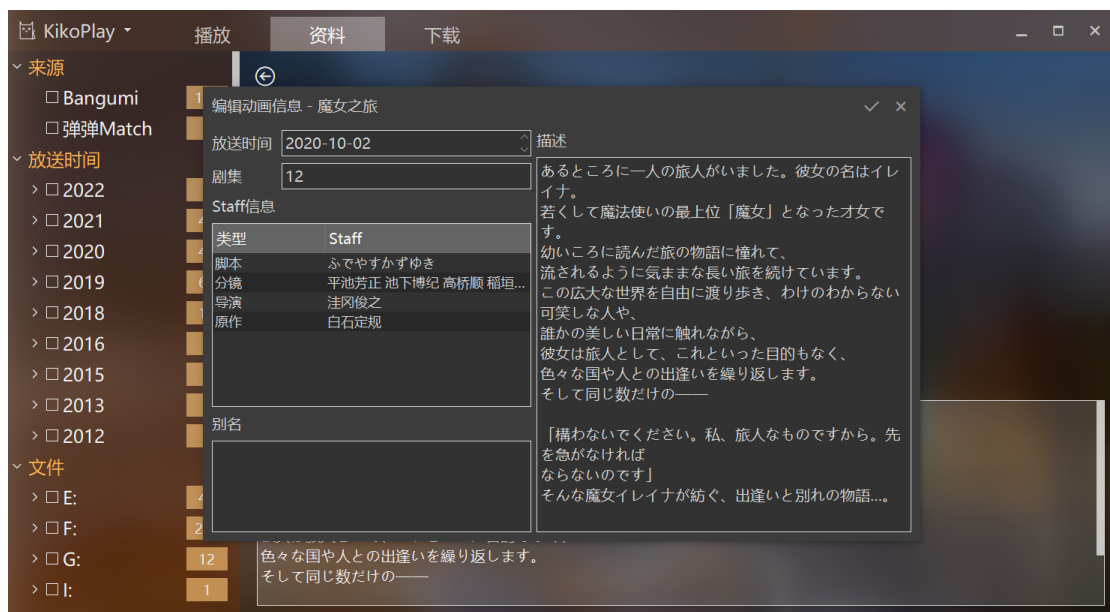 KikoPlay
播放
资料
下载
来源
Bangumi
弹弹Match
放送时间
2022
2021
2020
2019
2018
2016
2015
2013
2012
文件
E:
F:
G:
12
I:
1
编辑动画信息 - 魔女之旅
放送时间
2020-10-02
剧集
12
Staff信息
类型
Staff
脚本
ふでやすかずゆき
分镜
平池芳正 池下博纪 高桥顺 稲垣...
导演
洼冈俊之
原作
白石定规
别名
描述
あるところに一人の旅人がいました。彼女の名はイレ
イナ。
若くして魔法使いの最上位「魔女」となった才女で
す。
幼いころに読んだ旅の物語に憧れて、
流されるように気ままな長い旅を続けています。
この広大な世界を自由に渡り歩き、わけのわからない
可笑しな人や、
誰かの美しい日常に触れながら、
彼女は旅人として、これといった目的もなく、
色々な国や人との出逢いを繰り返します。
そして同じ数だけの――
「構わないでください。私、旅人なものですから。先
を急がなければ
ならないのです」
そんな魔女イレイナが紡ぐ、出逢いと別れの物語…。
色々な国や人との出逢いを繰り返します。
そして同じ数だけの――